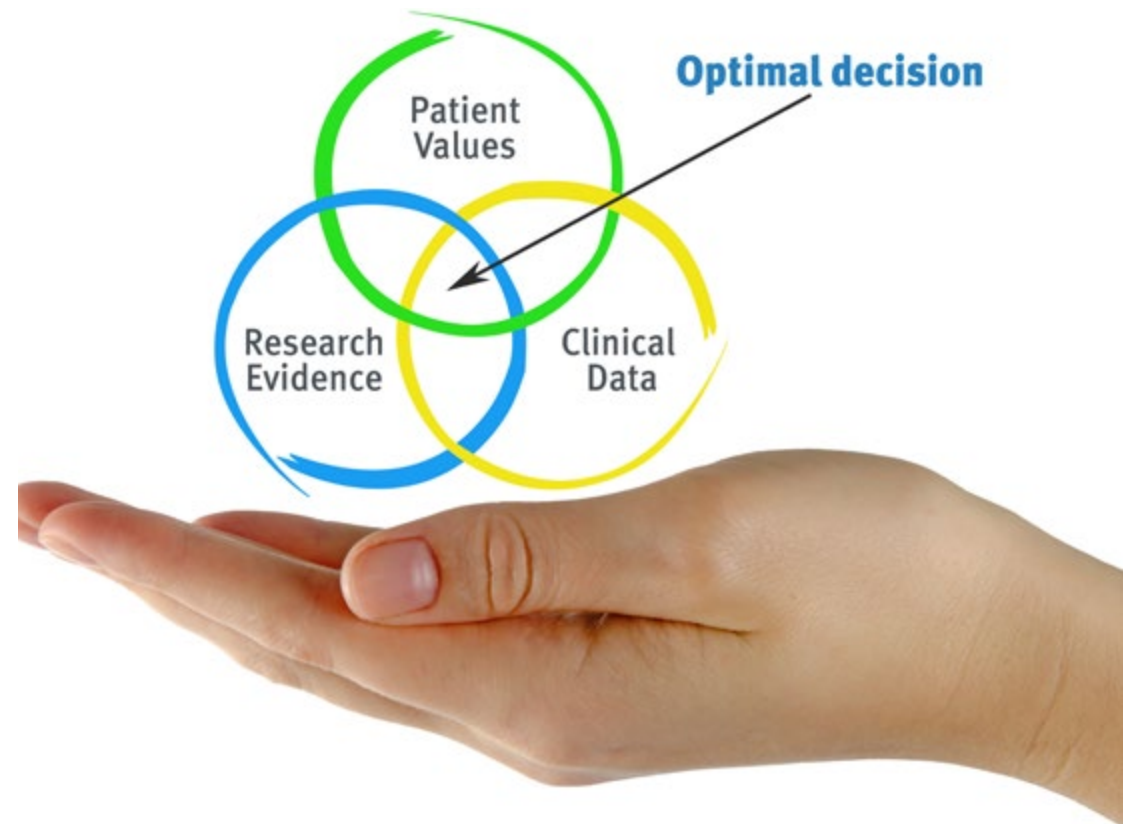 Optimal decision
Patient
Values
Research
Evidence
Clinical
Data